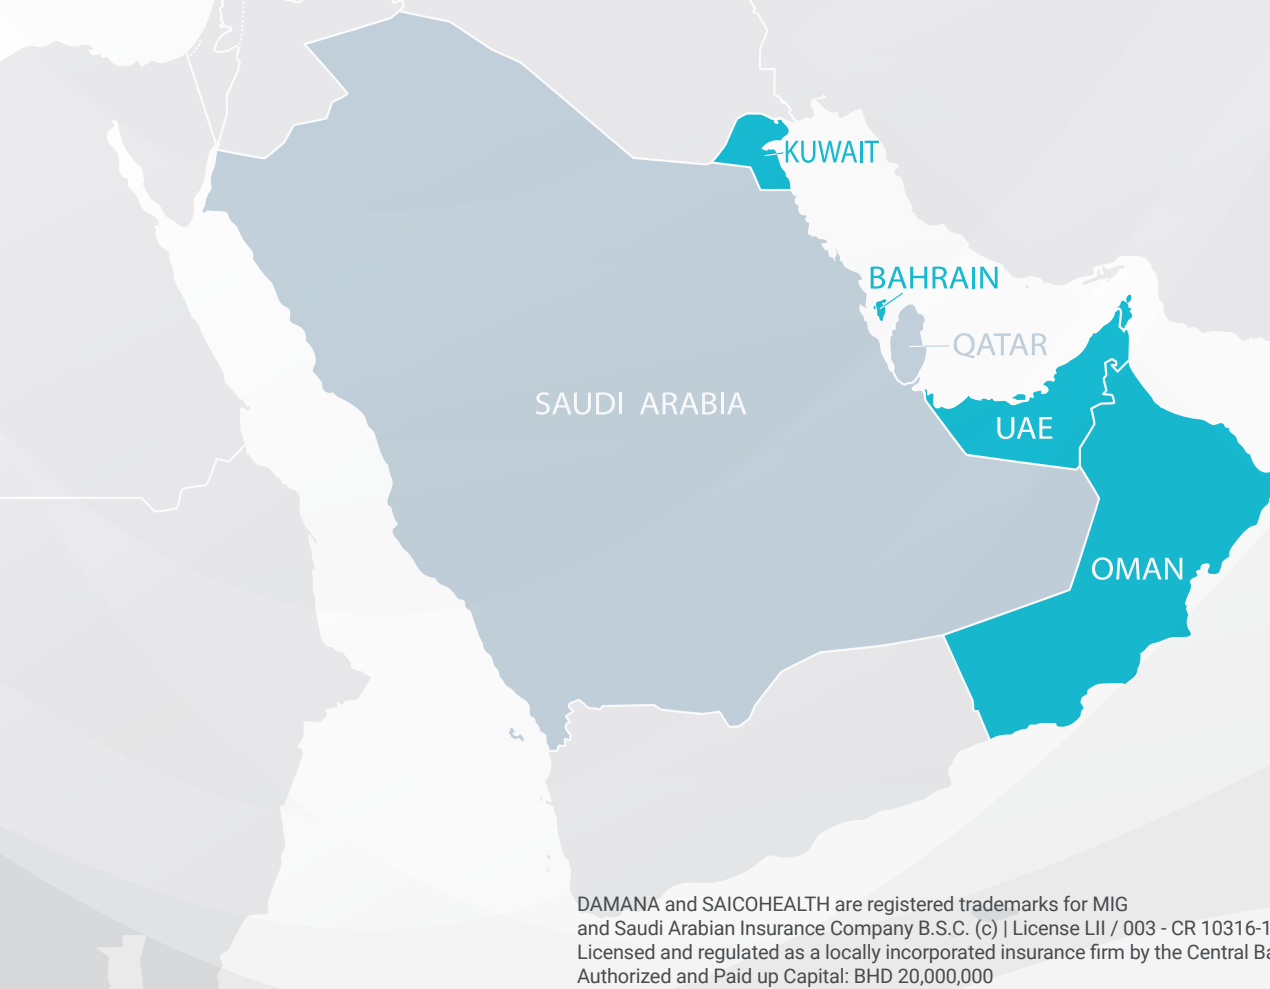 KUWAIT
BAHRAIN
QATAR
SAUDI ARABIA
UAE
OMAN
DAMANA and SAICOHEALTH are registered trademarks for MIG
and Saudi Arabian Insurance Company B.S.C. (c) | License LII / 003 - CR 10316-1
Licensed and regulated as a locally incorporated insurance firm by the Central Ba
Authorized and Paid up Capital: BHD 20,000,000